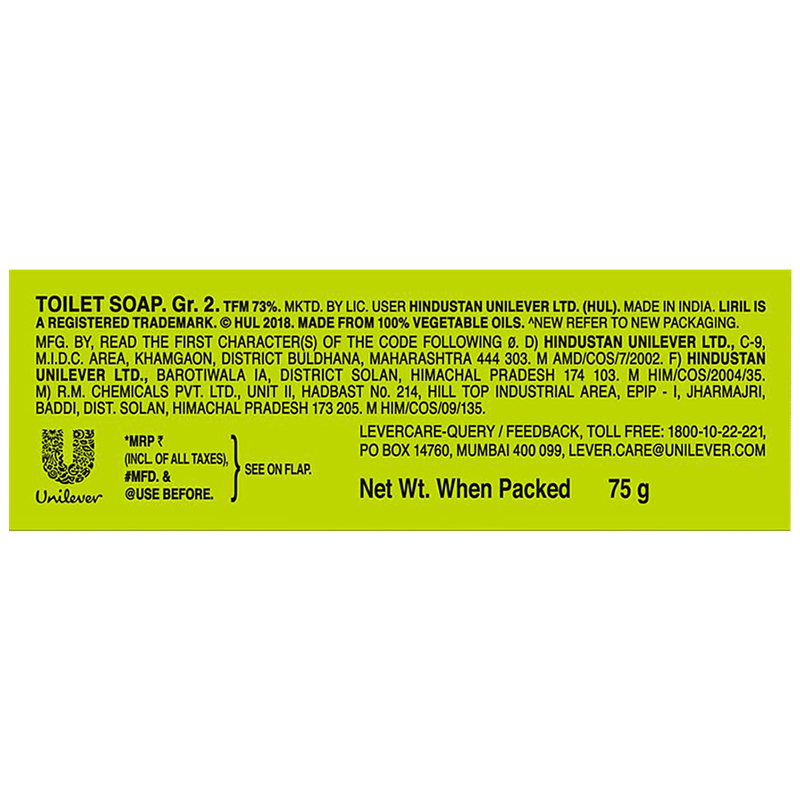 TOILET SOAP. Gr. 2. TFM 73%. MKTD. BY LIC. USER HINDUSTAN UNILEVER LTD. (HUL). MADE IN INDIA. LIRIL IS
A REGISTERED TRADEMARK. © HUL 2018. MADE FROM 100% VEGETABLE OILS. ^NEW REFER TO NEW PACKAGING.
MFG. BY, READ THE FIRST CHARACTER(S) OF THE CODE FOLLOWING Ø. D) HINDUSTAN UNILEVER LTD., C-9,
M.I.D.C. AREA, KHAMGAON, DISTRICT BULDHANA, MAHARASHTRA 444 303. M AMD/COS/7/2002. F) HINDUSTAN
UNILEVER LTD., BAROTIWALA IA, DISTRICT SOLAN, HIMACHAL PRADESH 174 103. M HIM/COS/2004/35.
M) R.M. CHEMICALS PVT. LTD., UNIT II, HADBAST No. 214, HILL TOP INDUSTRIAL AREA, EPIP - I, JHARMAJRI,
BADDI, DIST. SOLAN, HIMACHAL PRADESH 173 205. M HIM/COS/09/135.
Unilever
*MRP ₹
(INCL. OF ALL TAXES),
#MFD. &
@USE BEFORE.
SEE ON FLAP.
LEVERCARE-QUERY / FEEDBACK, TOLL FREE: 1800-10-22-221,
PO BOX 14760, MUMBAI 400 099, LEVER.CARE@UNILEVER.COM
Net Wt. When Packed 75 g